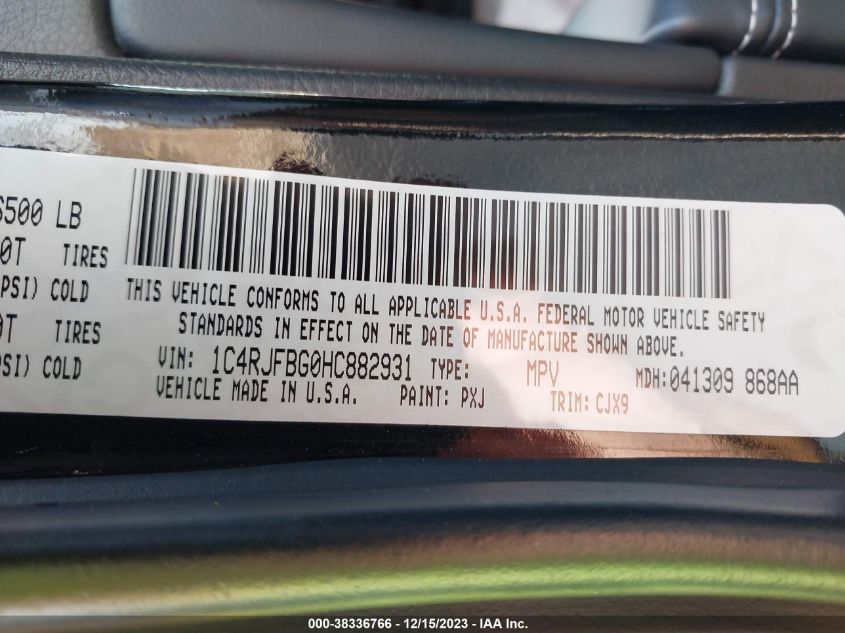 6500 LB
0T TIRES
PSI) COLD
0T TIRES
PSI) COLD
THIS VEHICLE CONFORMS TO ALL APPLICABLE U.S.A. FEDERAL MOTOR VEHICLE SAFETY
STANDARDS IN EFFECT ON THE DATE OF MANUFACTURE SHOWN ABOVE.
VIN: 1C4RJFBG0HC882931 TYPE: MPV MDH:041309 868AA
VEHICLE MADE IN U.S.A. PAINT: PXJ TRIM: CJX9
000-38336766 - 12/15/2023 - IAA Inc.